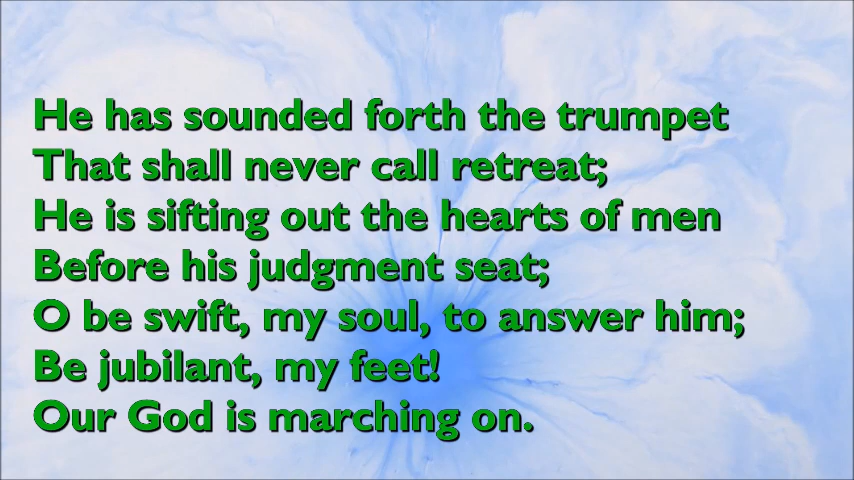 He has sounded forth the trumpet
That shall never call retreat;
He is sifting out the hearts of men
Before his judgment seat;
O be swift, my soul, to answer him;
Be jubilant, my feet!
Our God is marching on.